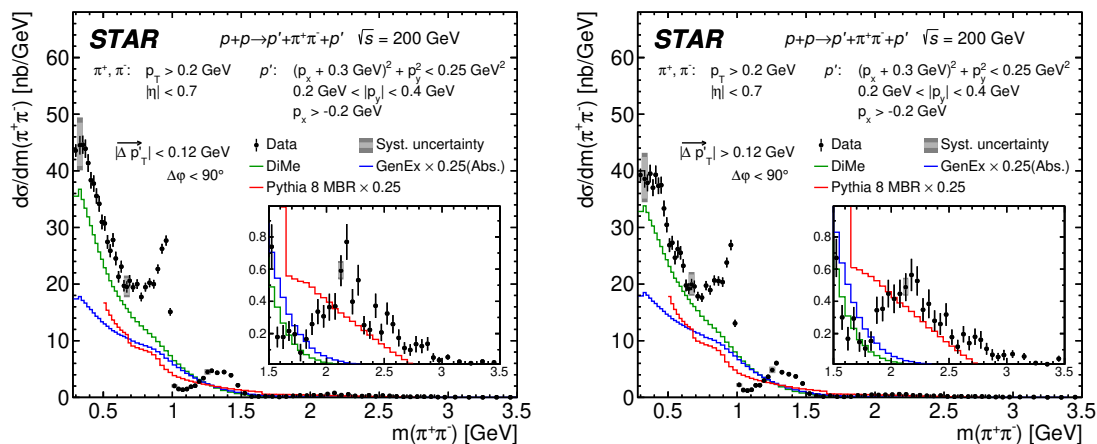 STAR
p+p→p′+π⁺π⁻+p′ √s = 200 GeV
π⁺, π⁻: p_T > 0.2 GeV
|η| < 0.7
p′: (p_x + 0.3 GeV)² + p_y² < 0.25 GeV²
0.2 GeV < |p_y| < 0.4 GeV
p_x > -0.2 GeV
|Δp⃗′_T| < 0.12 GeV
Δφ < 90°
Data
Syst. uncertainty
DiMe
GenEx × 0.25(Abs.)
Pythia 8 MBR × 0.25
dσ/dm(π⁺π⁻) [nb/GeV]
60
50
40
30
20
10
0
0.5 1 1.5 2 2.5 3 3.5
m(π⁺π⁻) [GeV]
0.8
0.6
0.4
0.2
1.5 2 2.5 3 3.5
STAR
p+p→p′+π⁺π⁻+p′ √s = 200 GeV
π⁺, π⁻: p_T > 0.2 GeV
|η| < 0.7
p′: (p_x + 0.3 GeV)² + p_y² < 0.25 GeV²
0.2 GeV < |p_y| < 0.4 GeV
p_x > -0.2 GeV
|Δp⃗′_T| > 0.12 GeV
Δφ < 90°
Data
Syst. uncertainty
DiMe
GenEx × 0.25(Abs.)
Pythia 8 MBR × 0.25
dσ/dm(π⁺π⁻) [nb/GeV]
60
50
40
30
20
10
0
0.5 1 1.5 2 2.5 3 3.5
m(π⁺π⁻) [GeV]
0.8
0.6
0.4
0.2
1.5 2 2.5 3 3.5